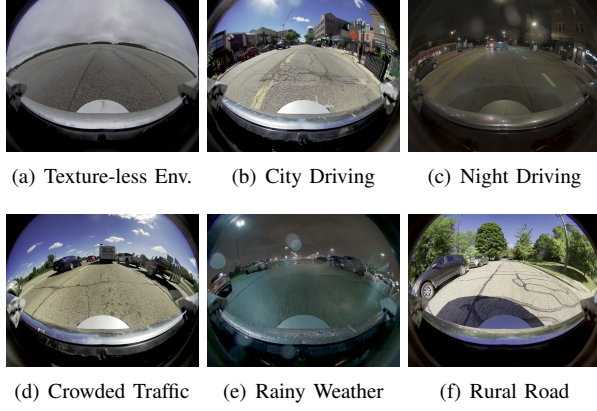 (a) Texture-less Env.
(b) City Driving
(c) Night Driving
(d) Crowded Traffic
(e) Rainy Weather
(f) Rural Road